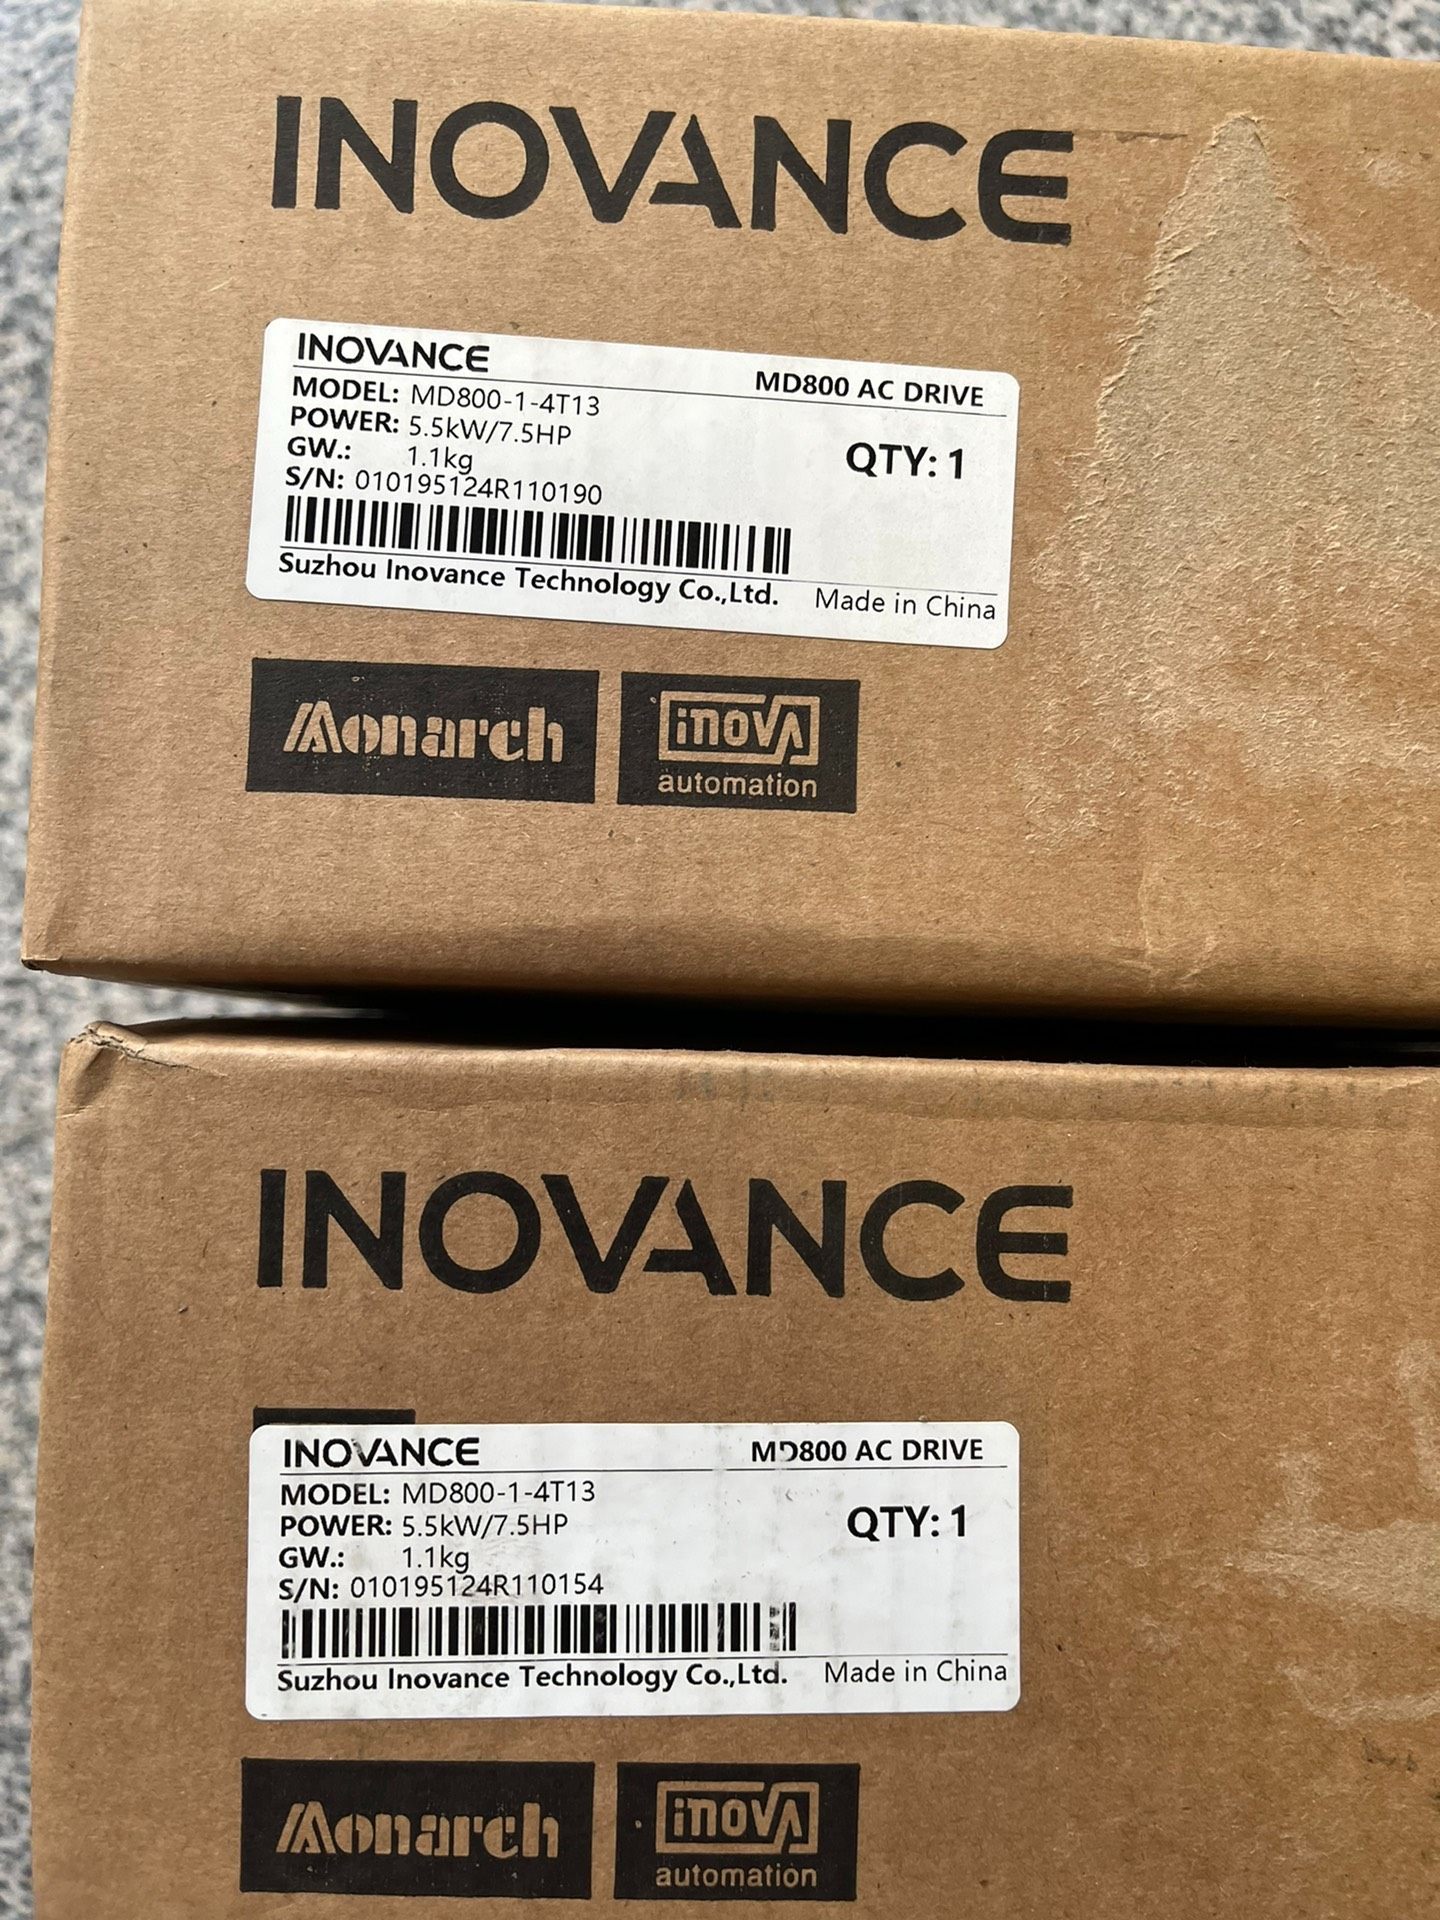 INOVANCE
INOVANCE
MD800 AC DRIVE
MODEL: MD800-1-4T13
POWER: 5.5kW/7.5HP
GW.: 1.1kg
QTY: 1
S/N: 010195124R110190
Suzhou Inovance Technology Co.,Ltd. Made in China
Monarch
inova
automation
INOVANCE
INOVANCE
MD800 AC DRIVE
MODEL: MD800-1-4T13
POWER: 5.5kW/7.5HP
QTY: 1
GW.: 1.1kg
S/N: 010195124R110154
Suzhou Inovance Technology Co.,Ltd. Made in China
Monarch
inova
automation